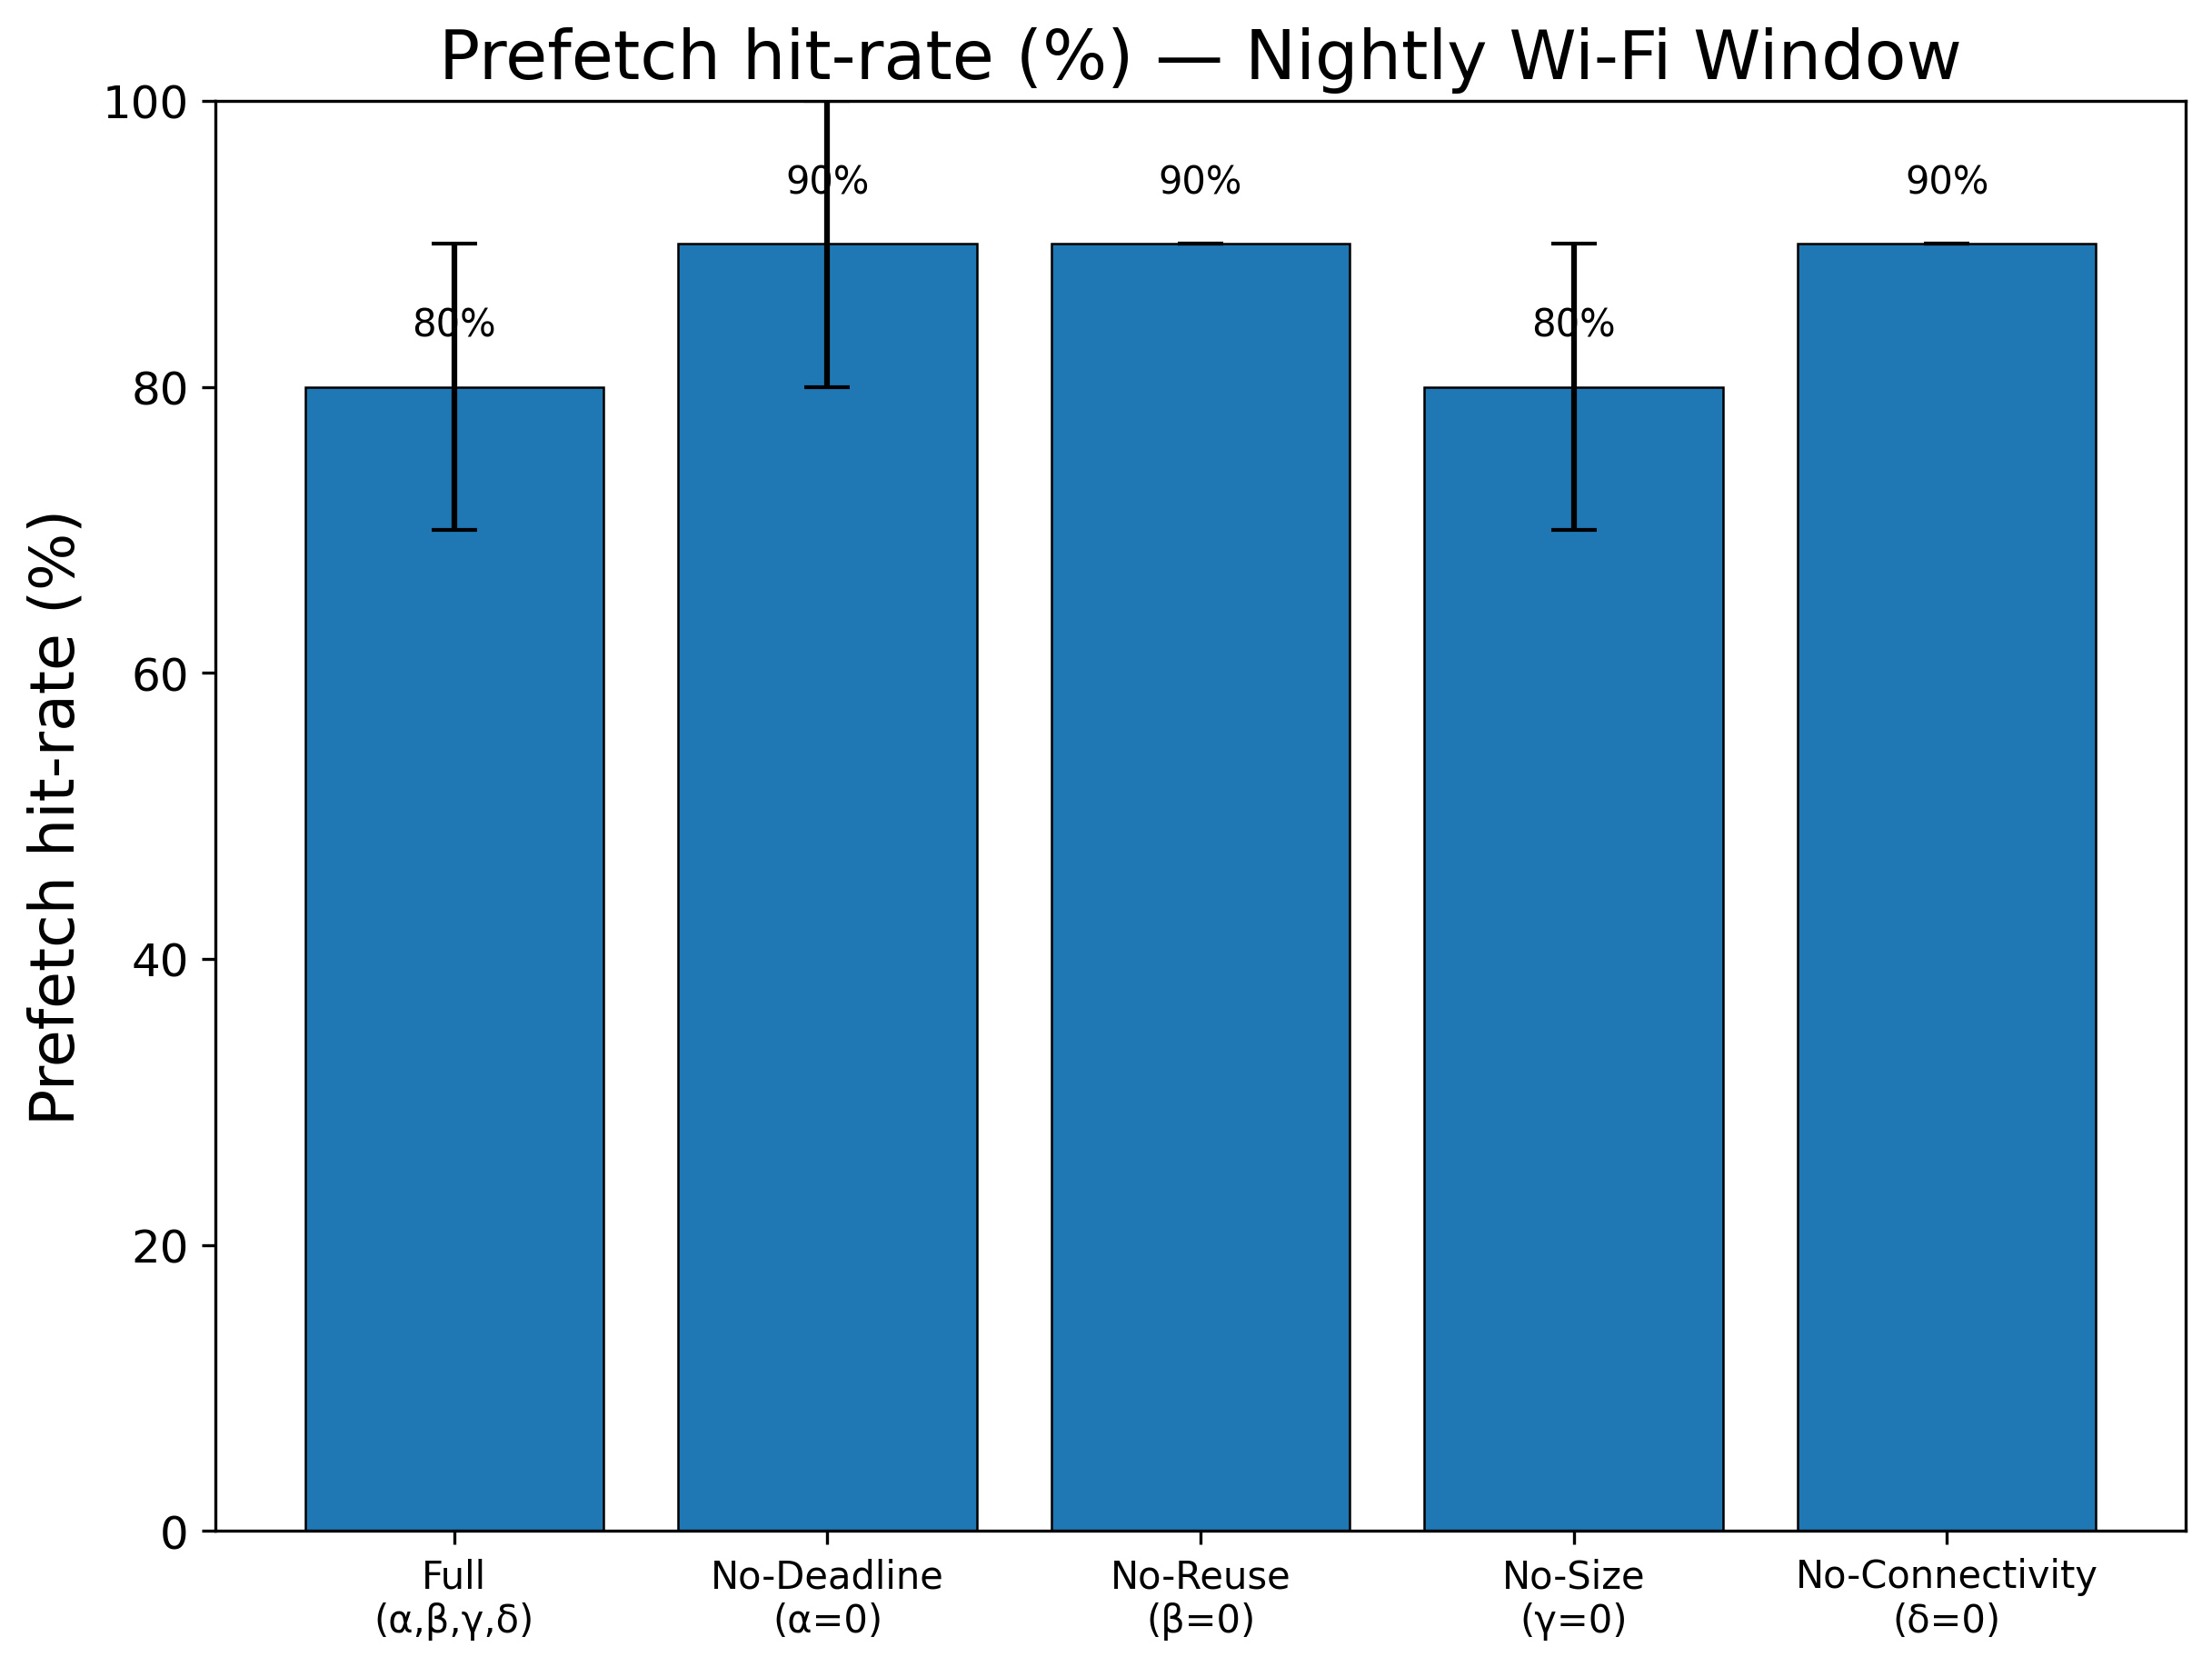 Prefetch hit-rate (%) — Nightly Wi-Fi Window
Prefetch hit-rate (%)
100
80
60
40
20
0
80%
90%
90%
80%
90%
Full
(α,β,γ,δ)
No-Deadline
(α=0)
No-Reuse
(β=0)
No-Size
(γ=0)
No-Connectivity
(δ=0)